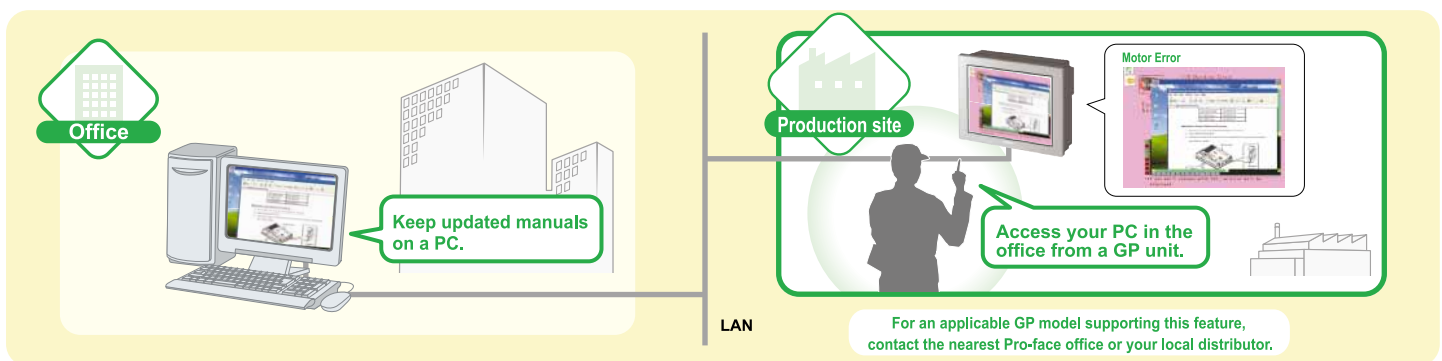 Office
Keep updated manuals
on a PC.
LAN
Production site
Motor Error
Access your PC in the
office from a GP unit.
For an applicable GP model supporting this feature,
contact the nearest Pro-face office or your local distributor.